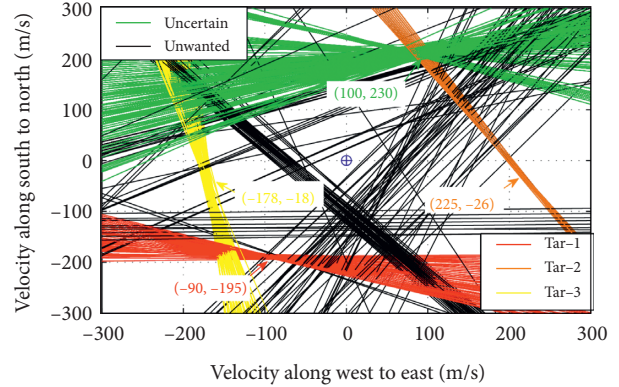 300
200
100
0
−100
−200
−300
Velocity along south to north (m/s)
Uncertain
Unwanted
(100, 230)
(−178, −18)
(225, −26)
(−90, −195)
Tar−1
Tar−2
Tar−3
−300
−200
−100
0
100
200
300
Velocity along west to east (m/s)